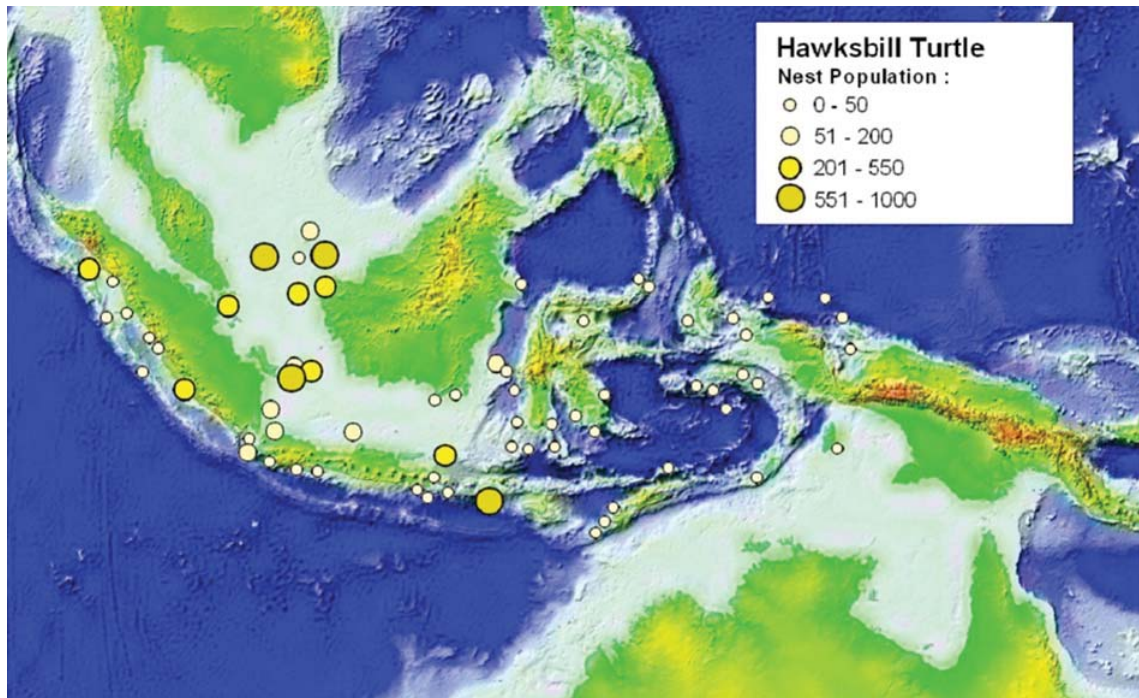 Hawksbill Turtle
Nest Population :
0 - 50
51 - 200
201 - 550
551 - 1000